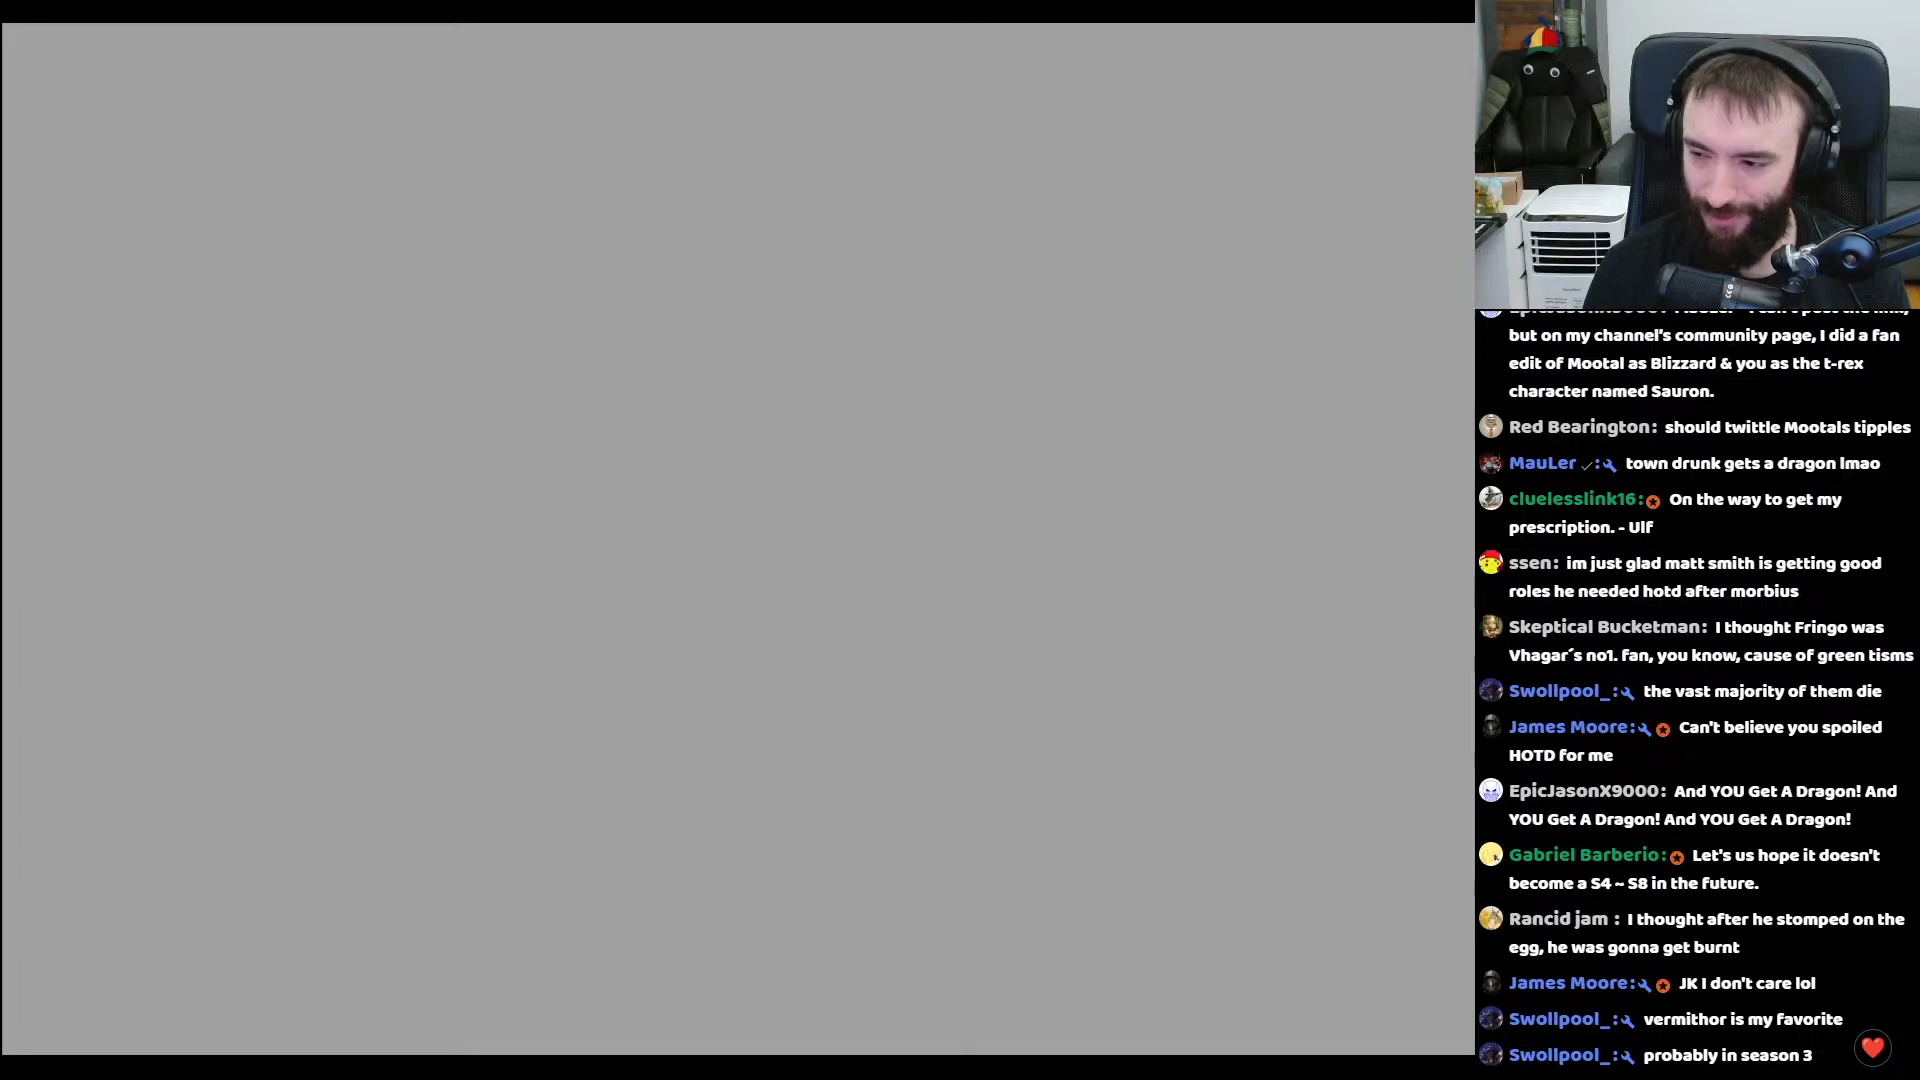 but on my channel's community page, I did a fan
edit of Mootal as Blizzard & you as the t-rex
character named Sauron.
Red Bearington: should twittle Mootals tipples
MauLer ✓: town drunk gets a dragon lmao
cluelesslink16: On the way to get my
prescription. - Ulf
ssen: im just glad matt smith is getting good
roles he needed hotd after morbius
Skeptical Bucketman: I thought Fringo was
Vhagar´s no1. fan, you know, cause of green tisms
Swollpool_: the vast majority of them die
James Moore: Can't believe you spoiled
HOTD for me
EpicJasonX9000: And YOU Get A Dragon! And
YOU Get A Dragon! And YOU Get A Dragon!
Gabriel Barberio: Let's us hope it doesn't
become a S4 ~ S8 in the future.
Rancid jam : I thought after he stomped on the
egg, he was gonna get burnt
James Moore: JK I don't care lol
Swollpool_: vermithor is my favorite
Swollpool_: probably in season 3